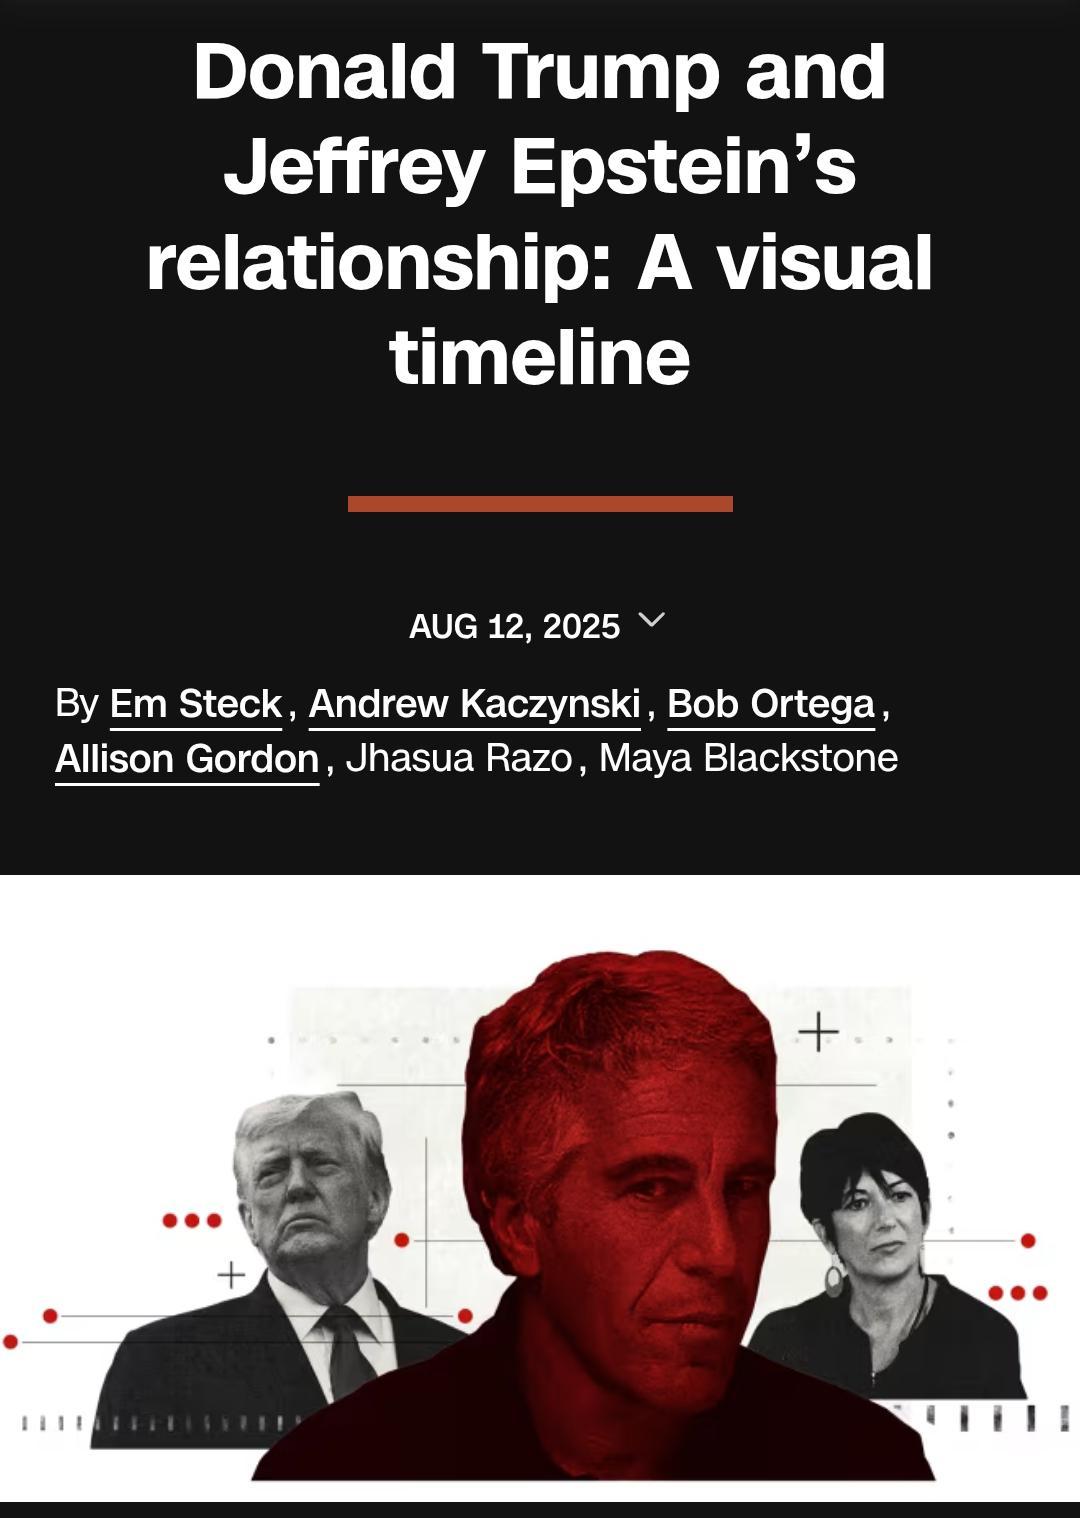 Donald Trump and
Jeffrey Epstein’s
relationship: A visual
timeline
AUG 12, 2025
By Em Steck, Andrew Kaczynski, Bob Ortega,
Allison Gordon, Jhasua Razo, Maya Blackstone